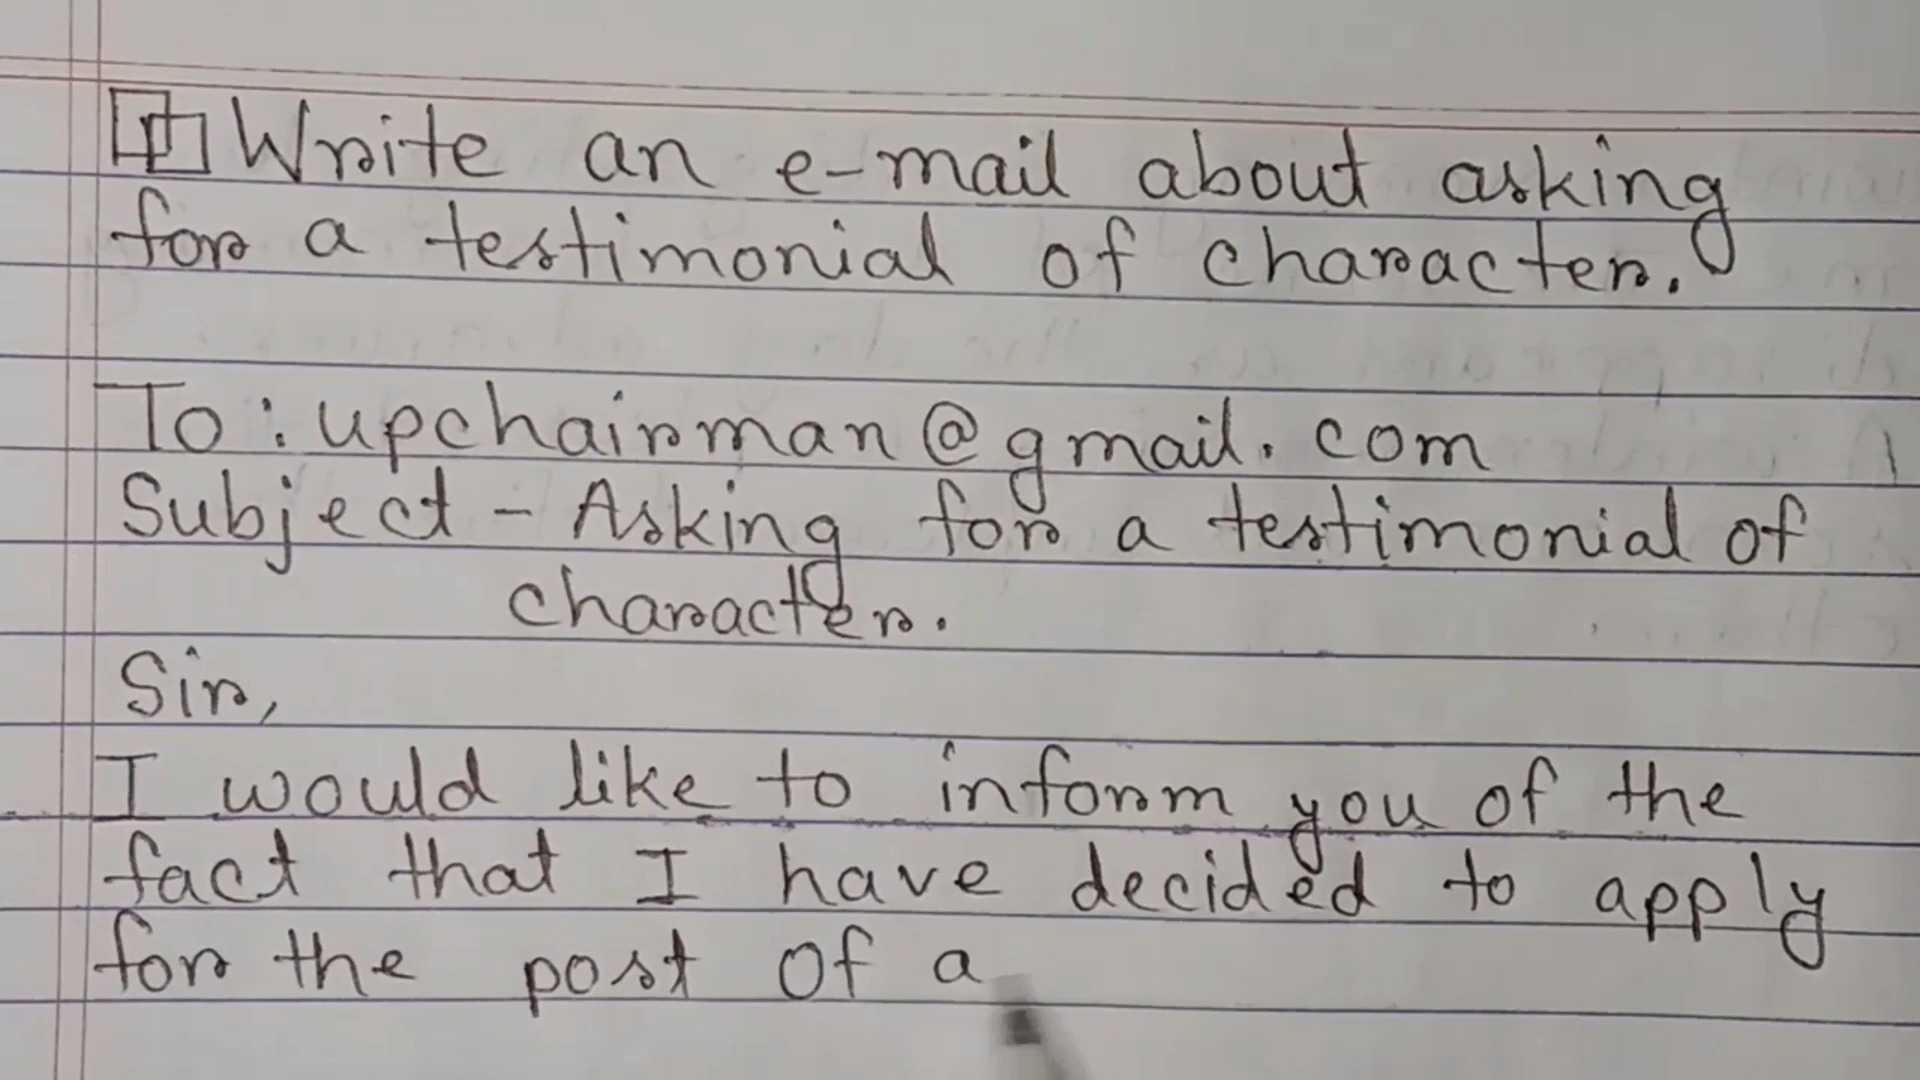 Write an e-mail about asking
for a testimonial of character.
To: upchairman@gmail.com
Subject - Asking for a testimonial of
character.
Sir,
I would like to inform you of the
fact that I have decided to apply
for the post of a